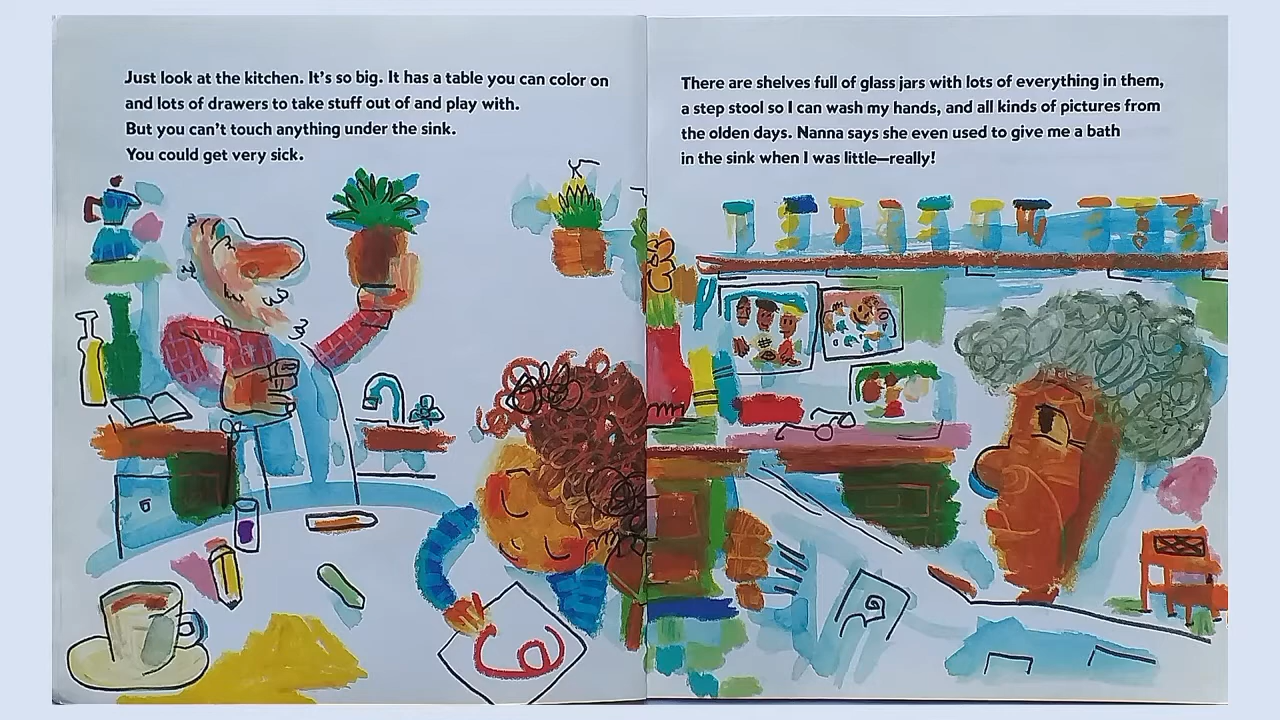 Just look at the kitchen. It's so big. It has a table you can color on
and lots of drawers to take stuff out of and play with.
But you can't touch anything under the sink.
You could get very sick.
There are shelves full of glass jars with lots of everything in them,
a step stool so I can wash my hands, and all kinds of pictures from
the olden days. Nanna says she even used to give me a bath
in the sink when I was little—really!